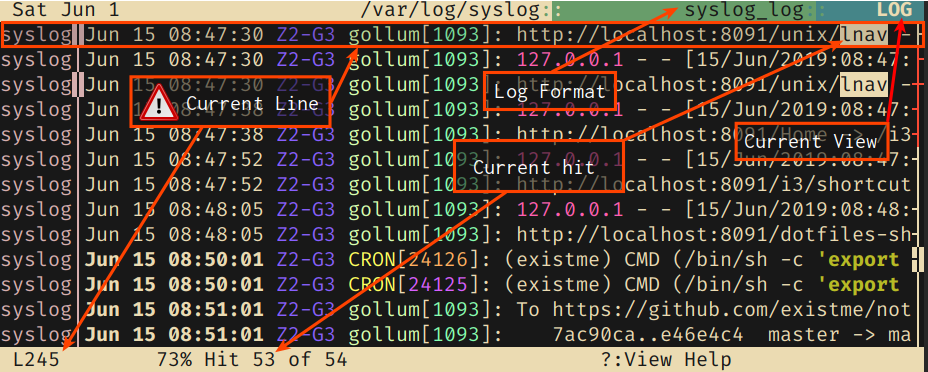 Sat Jun 1 /var/log/syslog:: syslog_log:: LOG
syslog Jun 15 08:47:30 Z2-G3 gollum[1093]: http://localhost:8091/unix/lnav -
syslog Jun 15 08:47:30 Z2-G3 gollum[1093]: 127.0.0.1 - - [15/Jun/2019:08:47
syslog Jun 15 08:47:30 Z2-G3 gollum[1093]: http://localhost:8091/unix/lnav -
Current Line
Log Format
syslog Jun 15 Z2-G3 gollum[1093]: 127.0.0.1 - - [15/Jun/2019:08:47:
syslog Jun 15 08:47:38 Z2-G3 gollum[1093]: http://localhost:8091/Home -> /i3
Current View
syslog Jun 15 08:47:52 Z2-G3 gollum[1093]: 127.0.0.1 - - [15/Jun/2019:08:47:
Current hit
syslog Jun 15 08:47:52 Z2-G3 gollum[1093]: http://localhost:8091/i3/shortcut
syslog Jun 15 08:48:05 Z2-G3 gollum[1093]: 127.0.0.1 - - [15/Jun/2019:08:48:
syslog Jun 15 08:48:05 Z2-G3 gollum[1093]: http://localhost:8091/dotfiles-sh
syslog Jun 15 08:50:01 Z2-G3 CRON[24126]: (existme) CMD (/bin/sh -c 'export
syslog Jun 15 08:50:01 Z2-G3 CRON[24125]: (existme) CMD (/bin/sh -c 'export
syslog Jun 15 08:51:01 Z2-G3 gollum[1093]: To https://github.com/existme/not
syslog Jun 15 08:51:01 Z2-G3 gollum[1093]: 7ac90ca..e46e4c4 master -> ma
L245 73% Hit 53 of 54 ?:View Help